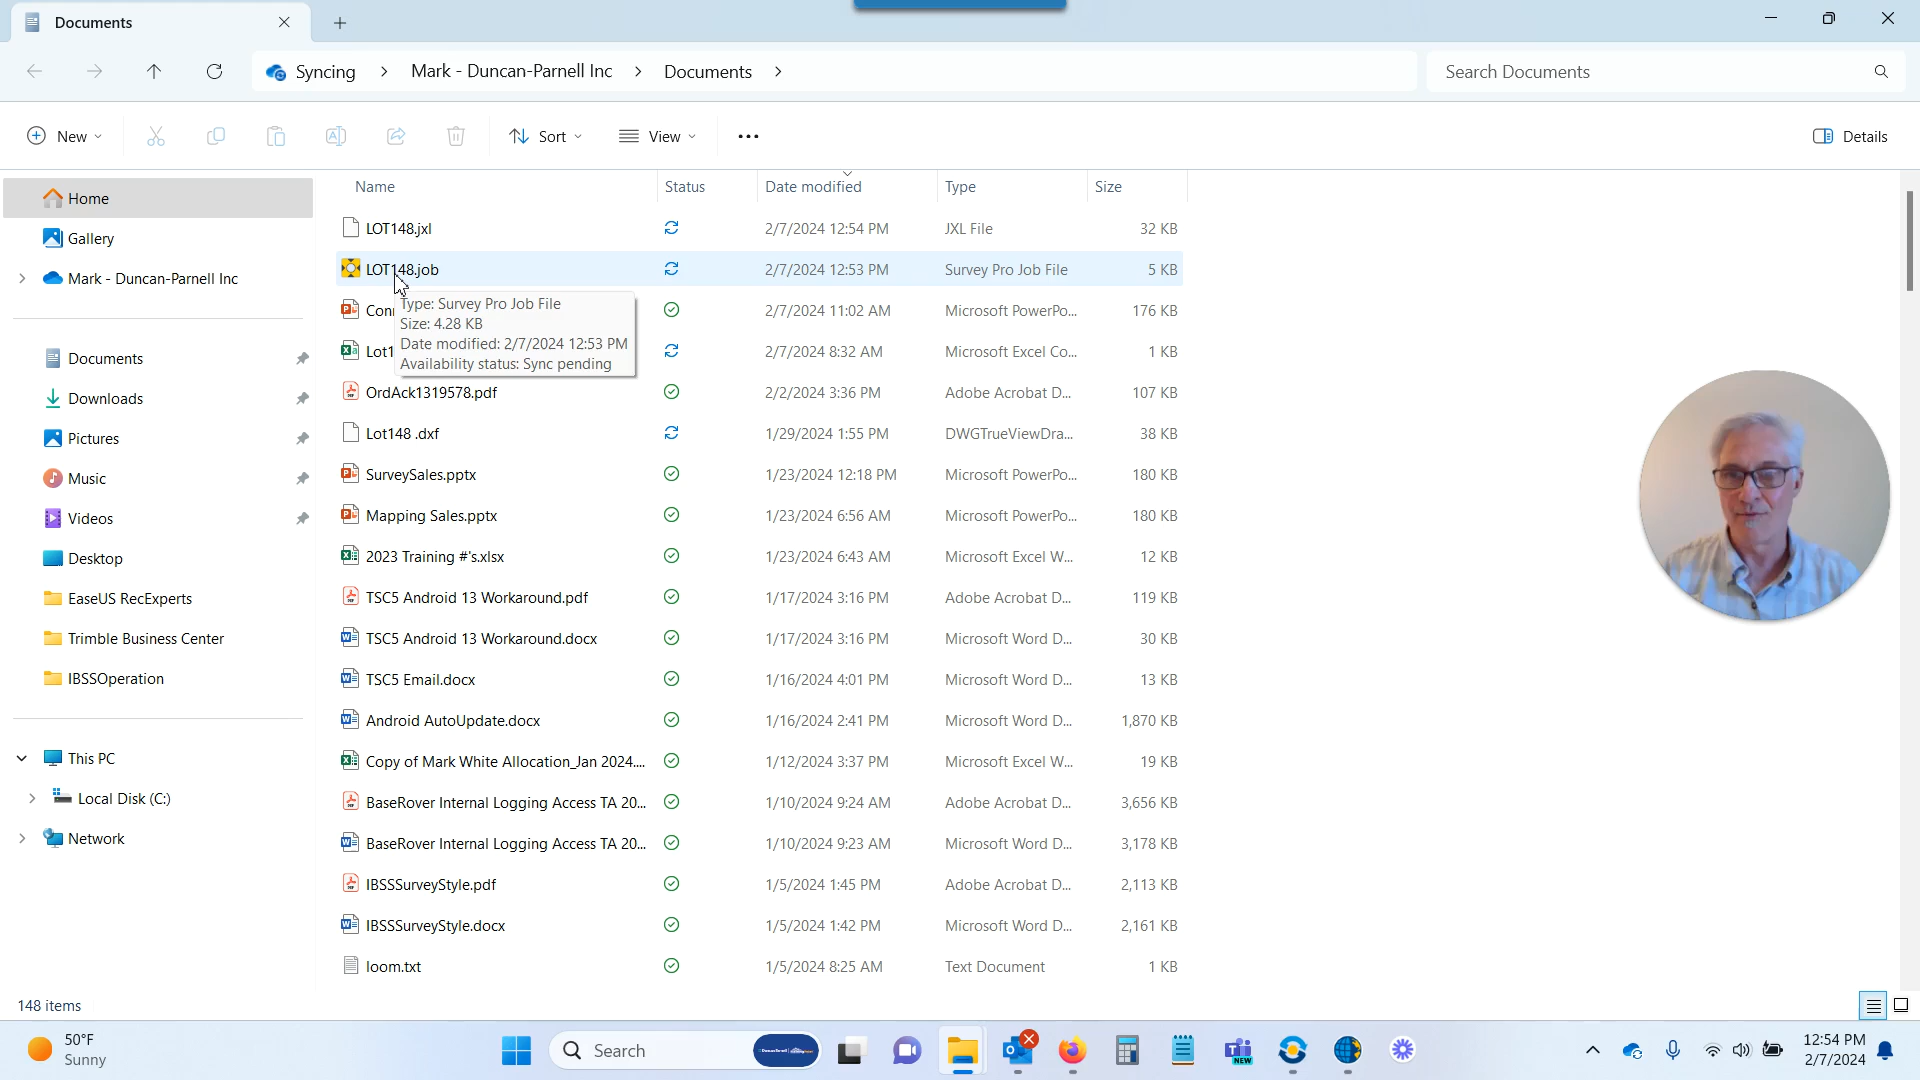 Documents
Syncing > Mark - Duncan-Parnell Inc > Documents >
Search Documents
New
Sort
View
Details
Name Status Date modified Type Size
LOT148.jxl 2/7/2024 12:54 PM JXL File 32 KB
LOT148.job 2/7/2024 12:53 PM Survey Pro Job File 5 KB
Type: Survey Pro Job File
Size: 4.28 KB
Date modified: 2/7/2024 12:53 PM
Availability status: Sync pending
Con 2/7/2024 11:02 AM Microsoft PowerPo... 176 KB
Lot1 2/7/2024 8:32 AM Microsoft Excel Co... 1 KB
OrdAck1319578.pdf 2/2/2024 3:36 PM Adobe Acrobat D... 107 KB
Lot148 .dxf 1/29/2024 1:55 PM DWGTrueViewDra... 38 KB
SurveySales.pptx 1/23/2024 12:18 PM Microsoft PowerPo... 180 KB
Mapping Sales.pptx 1/23/2024 6:56 AM Microsoft PowerPo... 180 KB
2023 Training #'s.xlsx 1/23/2024 6:43 AM Microsoft Excel W... 12 KB
TSC5 Android 13 Workaround.pdf 1/17/2024 3:16 PM Adobe Acrobat D... 119 KB
TSC5 Android 13 Workaround.docx 1/17/2024 3:16 PM Microsoft Word D... 30 KB
TSC5 Email.docx 1/16/2024 4:01 PM Microsoft Word D... 13 KB
Android AutoUpdate.docx 1/16/2024 2:41 PM Microsoft Word D... 1,870 KB
Copy of Mark White Allocation_Jan 2024.... 1/12/2024 3:37 PM Microsoft Excel W... 19 KB
BaseRover Internal Logging Access TA 20... 1/10/2024 9:24 AM Adobe Acrobat D... 3,656 KB
BaseRover Internal Logging Access TA 20... 1/10/2024 9:23 AM Microsoft Word D... 3,178 KB
IBSSSurveyStyle.pdf 1/5/2024 1:45 PM Adobe Acrobat D... 2,113 KB
IBSSSurveyStyle.docx 1/5/2024 1:42 PM Microsoft Word D... 2,161 KB
loom.txt 1/5/2024 8:25 AM Text Document 1 KB
Home
Gallery
Mark - Duncan-Parnell Inc
Documents
Downloads
Pictures
Music
Videos
Desktop
EaseUS RecExperts
Trimble Business Center
IBSSOperation
This PC
Local Disk (C:)
Network
148 items
50°F
Sunny
Search
NEW
12:54 PM
2/7/2024